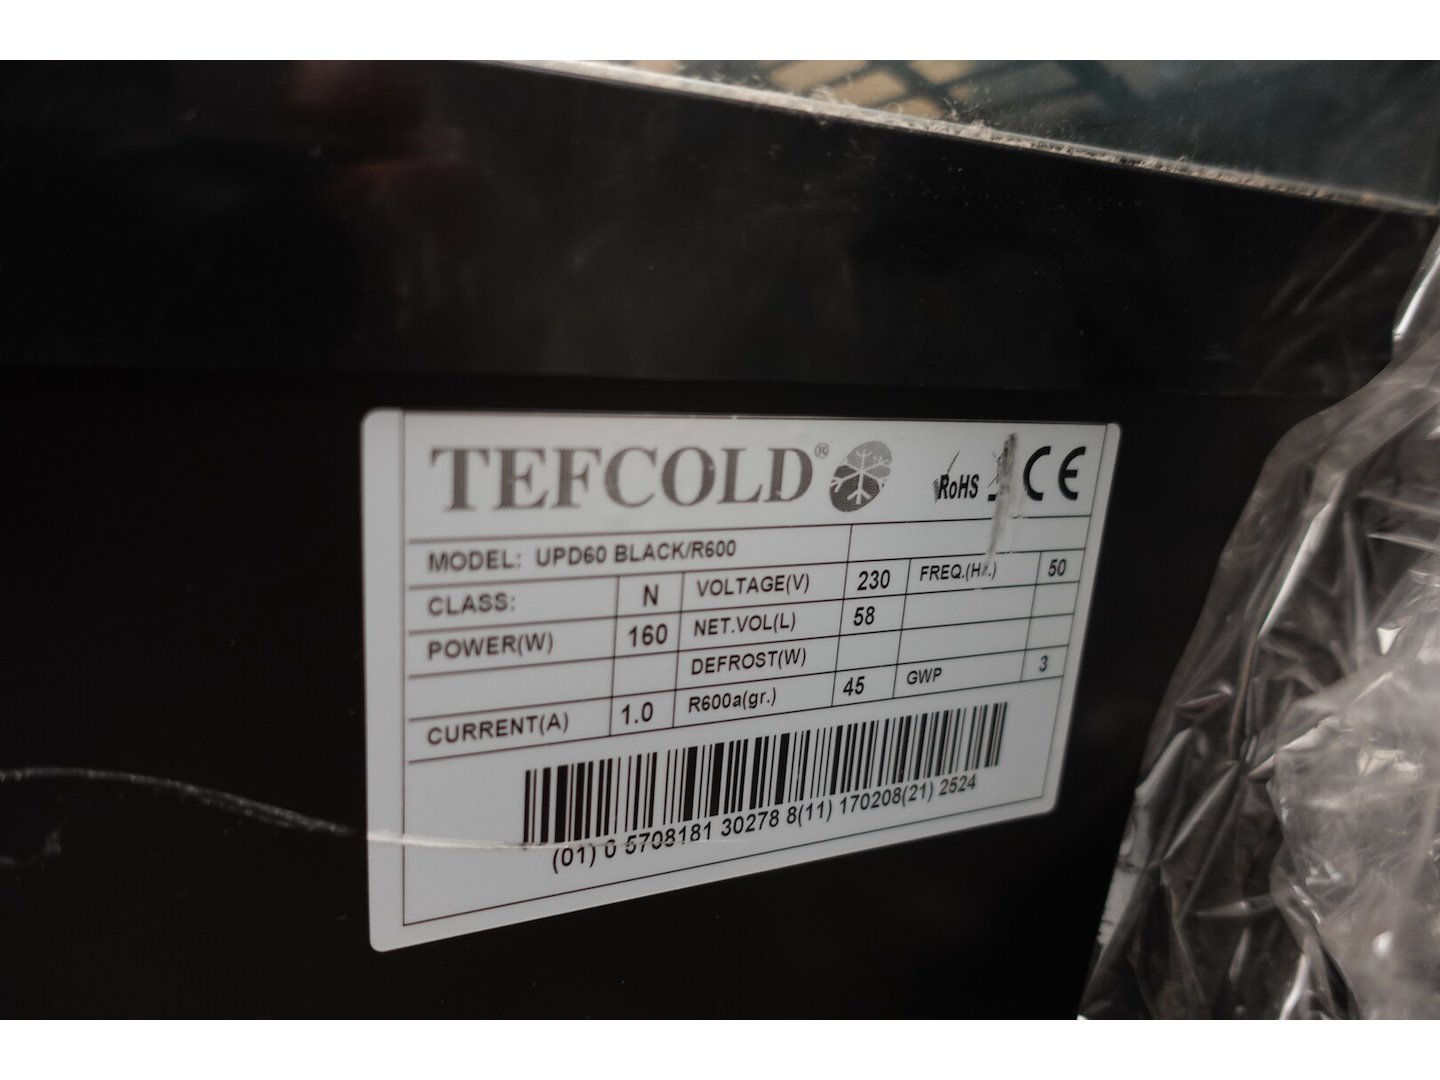 TEFCOLD®
RoHS CE
MODEL: UPD60 BLACK/R600
CLASS: N VOLTAGE(V) 230 FREQ.(Hz.) 50
POWER(W) 160 NET.VOL(L) 58
DEFROST(W)
CURRENT(A) 1.0 R600a(gr.) 45 GWP 3
(01) 0 5708181 30278 8(11) 170208(21) 2524